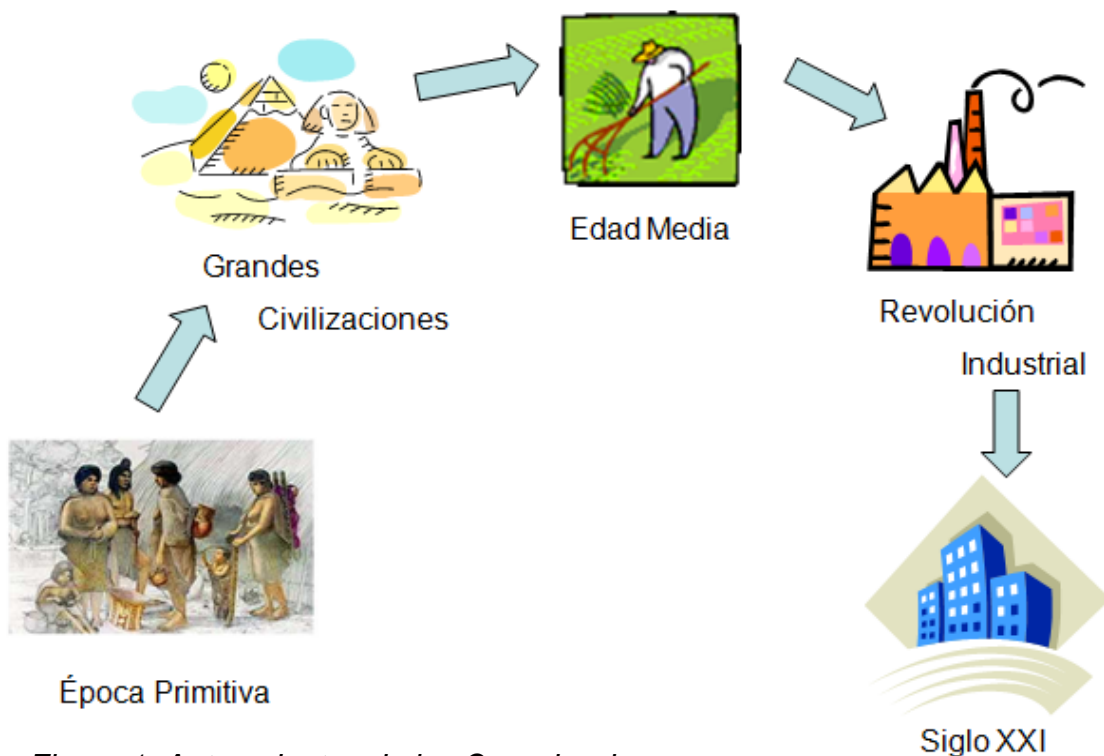 Grandes
Civilizaciones
Edad Media
Revolución
Industrial
Época Primitiva
Siglo XXI